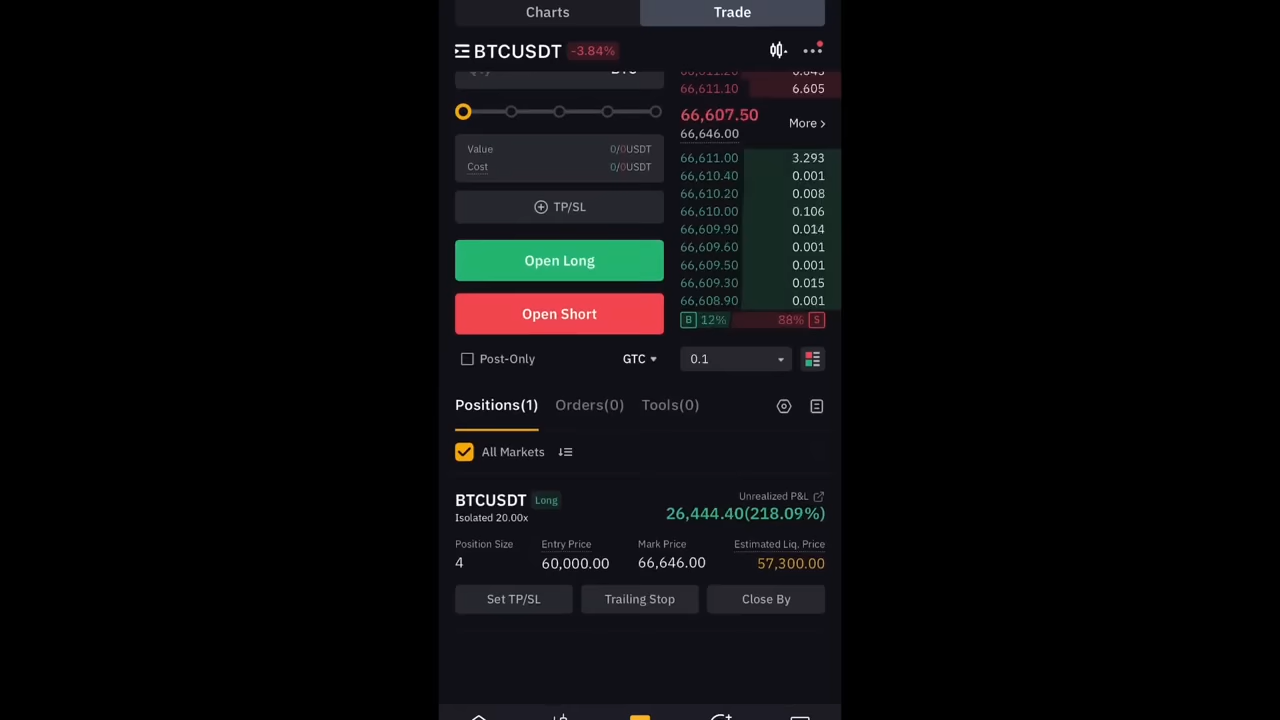 Charts Trade
BTCUSDT -3.84%
66,611.10 6.605
66,607.50
66,646.00 More >
Value 0/0USDT
Cost 0/0USDT
TP/SL
Open Long
Open Short
66,611.00 3.293
66,610.40 0.001
66,610.20 0.008
66,610.00 0.106
66,609.90 0.014
66,609.60 0.001
66,609.50 0.001
66,609.30 0.015
66,608.90 0.001
B 12% 88% S
Post-Only GTC 0.1
Positions(1) Orders(0) Tools(0)
All Markets
BTCUSDT Long Unrealized P&L
Isolated 20.00x 26,444.40(218.09%)
Position Size Entry Price Mark Price Estimated Liq. Price
4 60,000.00 66,646.00 57,300.00
Set TP/SL Trailing Stop Close By